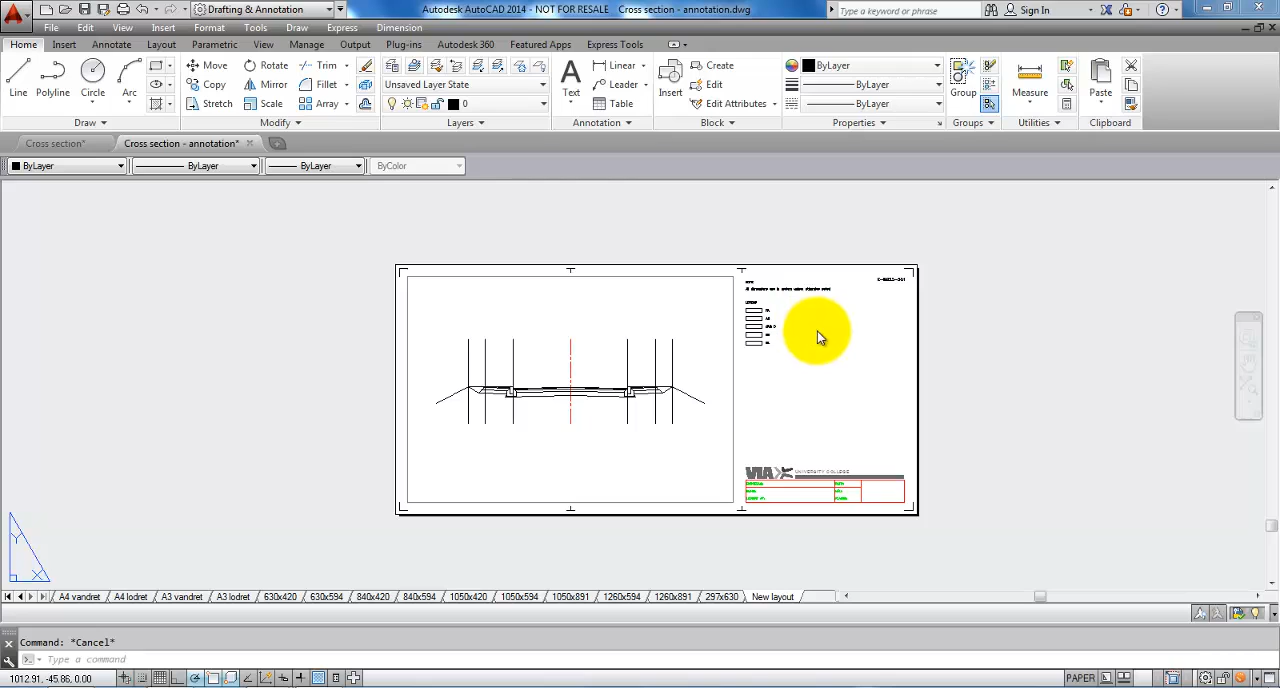 Drafting & Annotation
Autodesk AutoCAD 2014 - NOT FOR RESALE Cross section - annotation.dwg
Type a keyword or phrase
Sign In
File Edit View Insert Format Tools Draw Express Dimension
Home Insert Annotate Layout Parametric View Manage Output Plug-ins Autodesk 360 Featured Apps Express Tools
Line Polyline Circle Arc
Move Rotate Trim
Copy Mirror Fillet
Stretch Scale Array
Unsaved Layer State
0
Text
Linear
Leader
Table
Insert
Create
Edit
Edit Attributes
ByLayer
ByLayer
ByLayer
Group
Measure
Paste
Draw Modify Layers Annotation Block Properties Groups Utilities Clipboard
Cross section* Cross section - annotation*
ByLayer ByLayer ByLayer ByColor
VIA UNIVERSITY COLLEGE
Y
X
A4 vandret A4 lodret A3 vandret A3 lodret 630x420 630x594 840x420 840x594 1050x420 1050x594 1050x891 1260x594 1260x891 297x630 New layout
Command: *Cancel*
Type a command
1012.91, -45.86, 0.00
PAPER